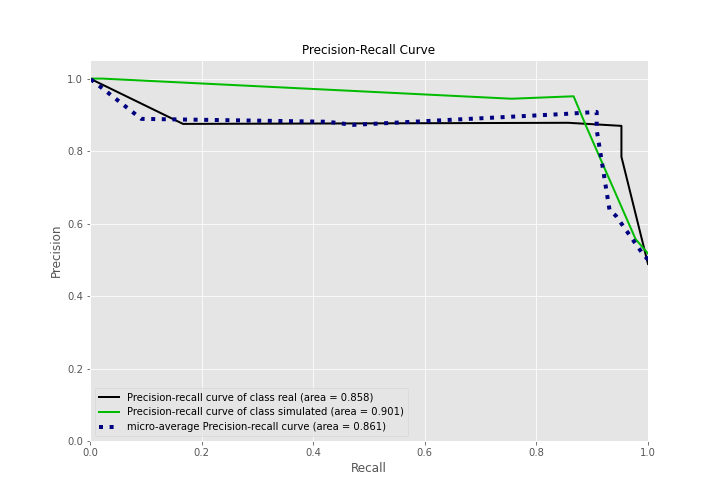 Precision-Recall Curve
1.0
0.8
0.6
0.4
0.2
0.0
Precision
Precision-recall curve of class real (area = 0.858)
Precision-recall curve of class simulated (area = 0.901)
micro-average Precision-recall curve (area = 0.861)
0.0 0.2 0.4 0.6 0.8 1.0
Recall